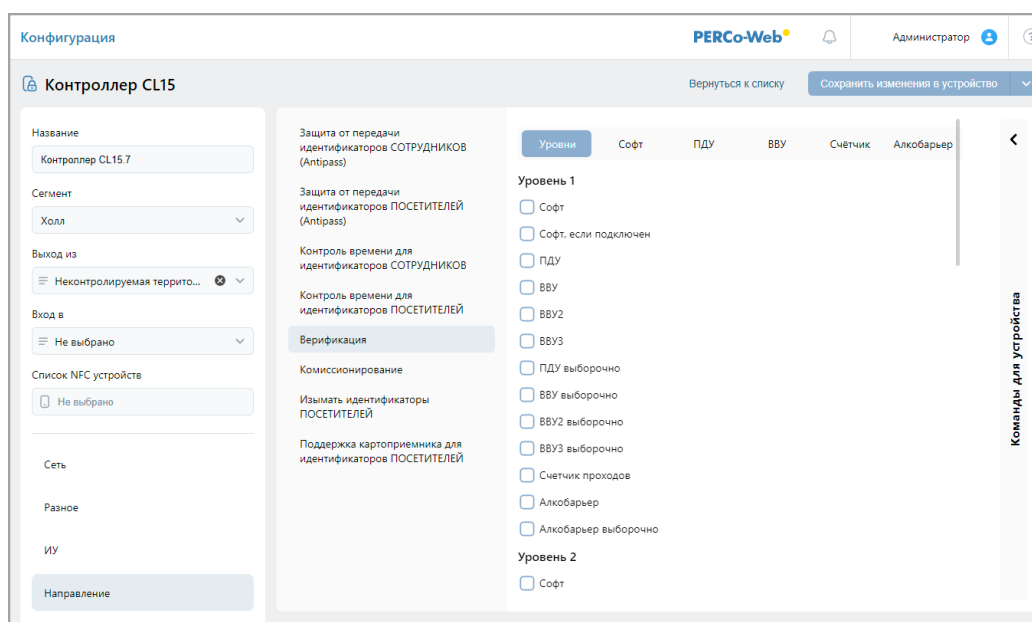 Конфигурация
PERCo-Web
Администратор
Контроллер CL15
Вернуться к списку
Сохранить изменения в устройство
Название
Контроллер CL15.7
Сегмент
Холл
Выход из
Неконтролируемая террито...
Вход в
Не выбрано
Список NFC устройств
Не выбрано
Сеть
Разное
ИУ
Направление
Защита от передачи
идентификаторов СОТРУДНИКОВ
(Antipass)
Защита от передачи
идентификаторов ПОСЕТИТЕЛЕЙ
(Antipass)
Контроль времени для
идентификаторов СОТРУДНИКОВ
Контроль времени для
идентификаторов ПОСЕТИТЕЛЕЙ
Верификация
Комиссионирование
Изымать идентификаторы
ПОСЕТИТЕЛЕЙ
Поддержка картоприемника для
идентификаторов ПОСЕТИТЕЛЕЙ
Уровни
Софт
ПДУ
ВВУ
Счётчик
Алкобарьер
Уровень 1
Софт
Софт. если подключен
ПДУ
ВВУ
ВВУ2
ВВУ3
ПДУ выборочно
ВВУ выборочно
ВВУ2 выборочно
ВВУ3 выборочно
Счетчик проходов
Алкобарьер
Алкобарьер выборочно
Уровень 2
Софт
Команды для устройства